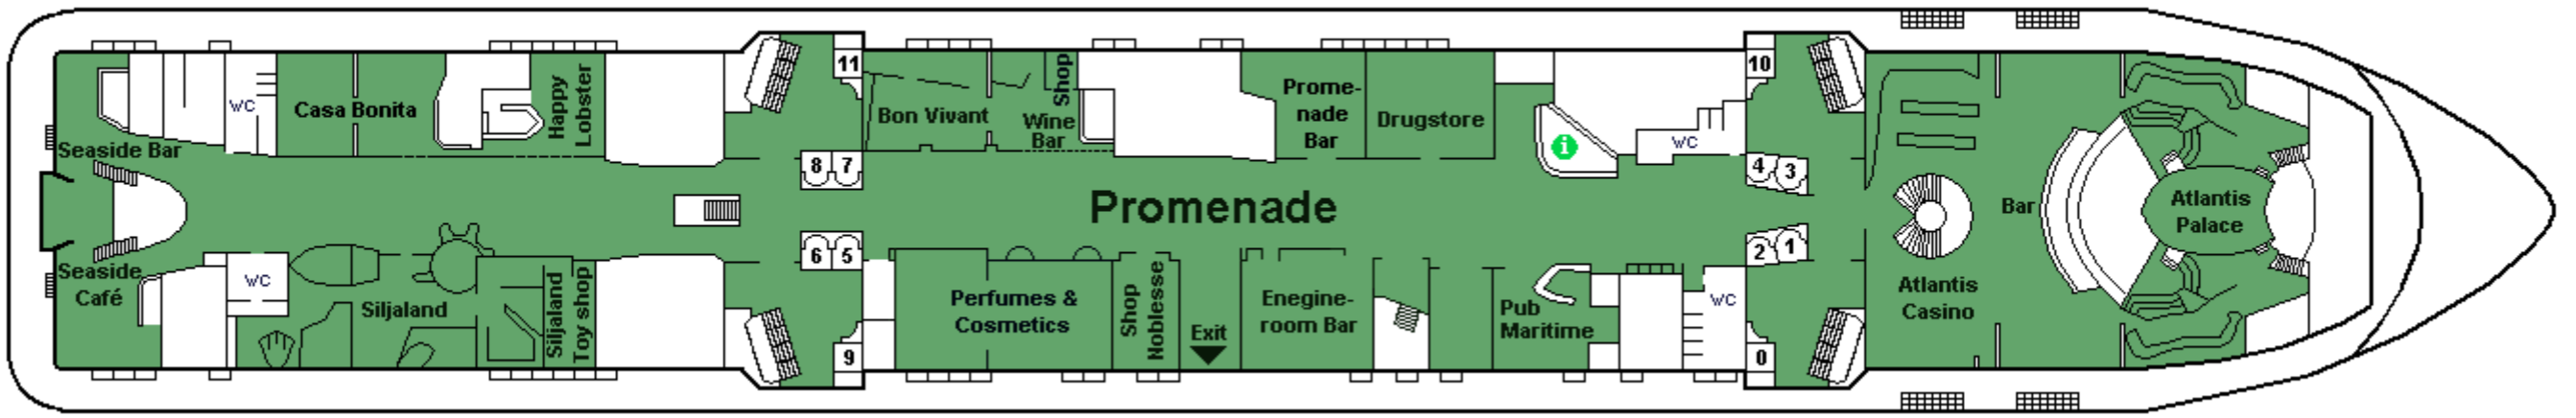 11
10
WC
Casa Bonita
Happy
Lobster
Bon Vivant
Shop
Wine
Bar
Prome-
nade
Bar
Drugstore
i
WC
Seaside Bar
8 7
4 3
Promenade
Bar
Atlantis
Palace
6 5
2 1
Seaside
Café
WC
Siljaland
Siljaland
Toy shop
Perfumes &
Cosmetics
Shop
Noblesse
Exit
Enegine-
room Bar
Pub
Maritime
WC
Atlantis
Casino
9
0